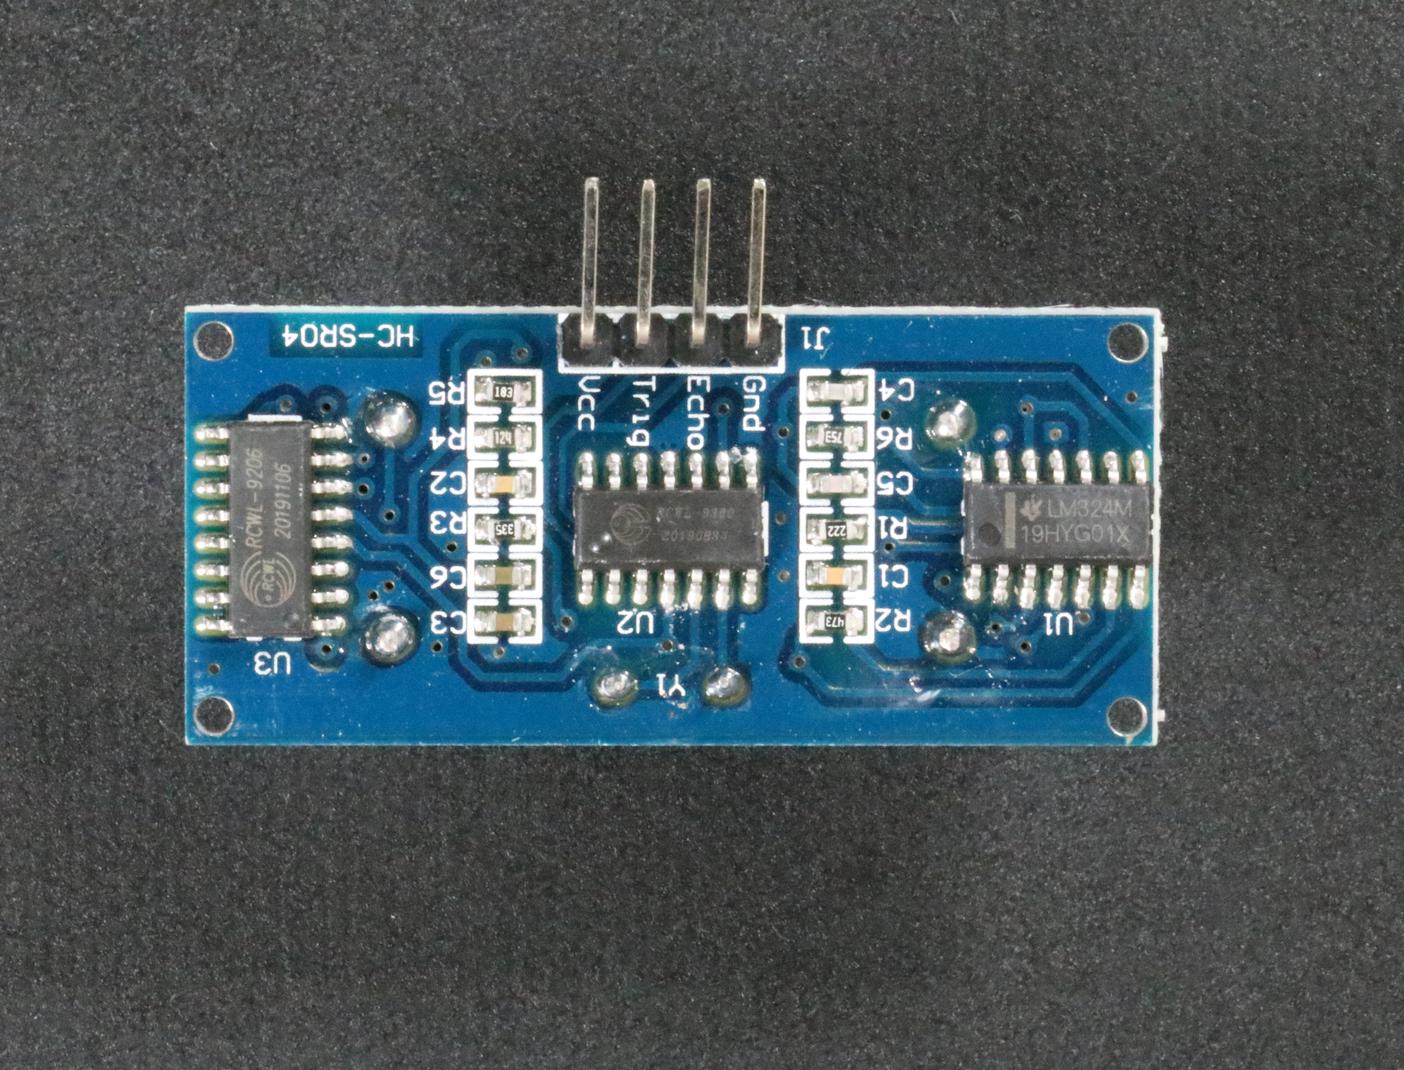 HC-SR04
J1
Vcc
Trig
Echo
Gnd
R5
183
C4
R4
124
R6
753
C2
C5
R3
335
R1
222
C6
C1
C3
R2
473
RCWL-9206
20191106
RCWL
U3
U2
Y1
LM324M
19HYG01X
U1